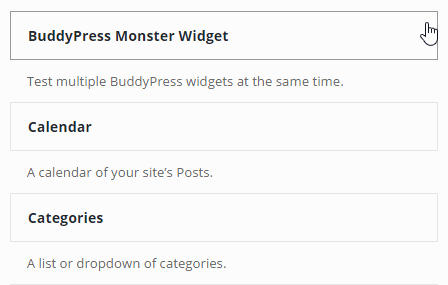 BuddyPress Monster Widget
Test multiple BuddyPress widgets at the same time.
Calendar
A calendar of your site’s Posts.
Categories
A list or dropdown of categories.